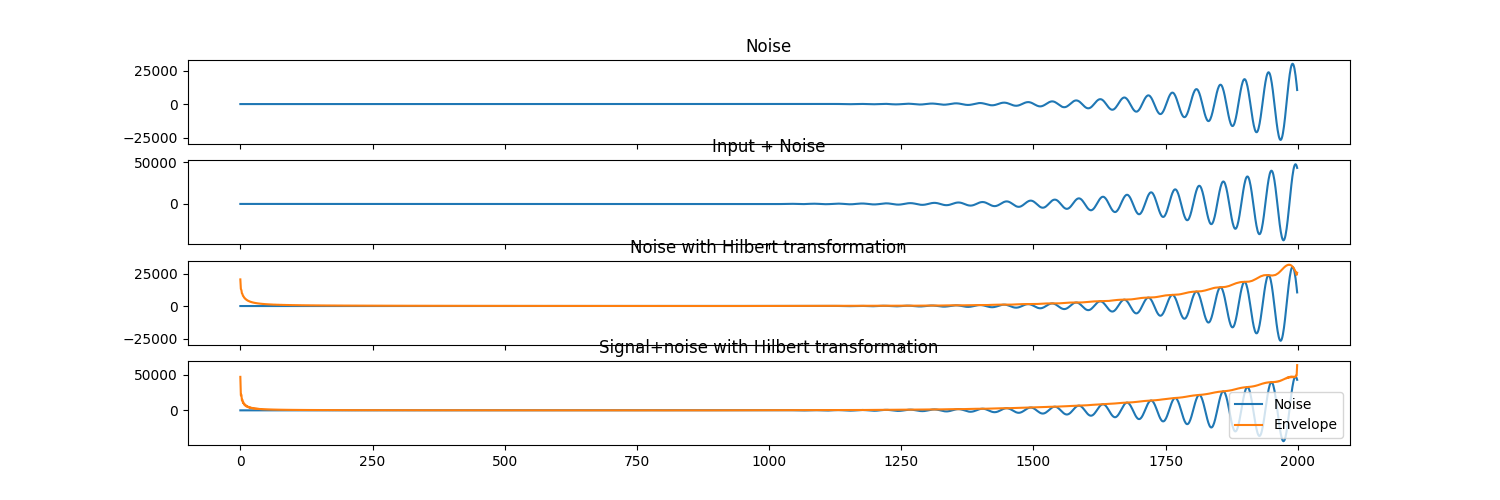 Noise
25000
0
−25000
Input + Noise
50000
0
Noise with Hilbert transformation
25000
0
−25000
Signal+noise with Hilbert transformation
50000
0
Noise
Envelope
0 250 500 750 1000 1250 1500 1750 2000